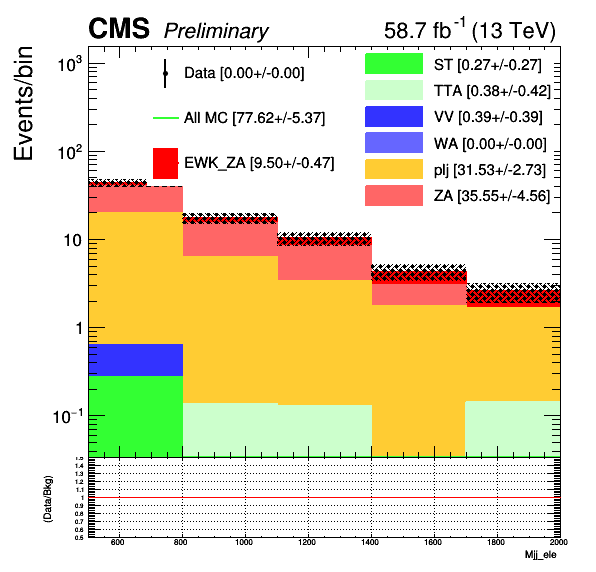 CMS Preliminary 58.7 fb⁻¹ (13 TeV)
Events/bin
10³
10²
10
1
10⁻¹
Data [0.00+/-0.00]
All MC [77.62+/-5.37]
EWK_ZA [9.50+/-0.47]
ST [0.27+/-0.27]
TTA [0.38+/-0.42]
VV [0.39+/-0.39]
WA [0.00+/-0.00]
plj [31.53+/-2.73]
ZA [35.55+/-4.56]
(Data/Bkg)
1.5
1.4
1.3
1.2
1.1
1
0.9
0.8
0.7
0.6
0.5
600 800 1000 1200 1400 1600 1800 2000
Mjj_ele